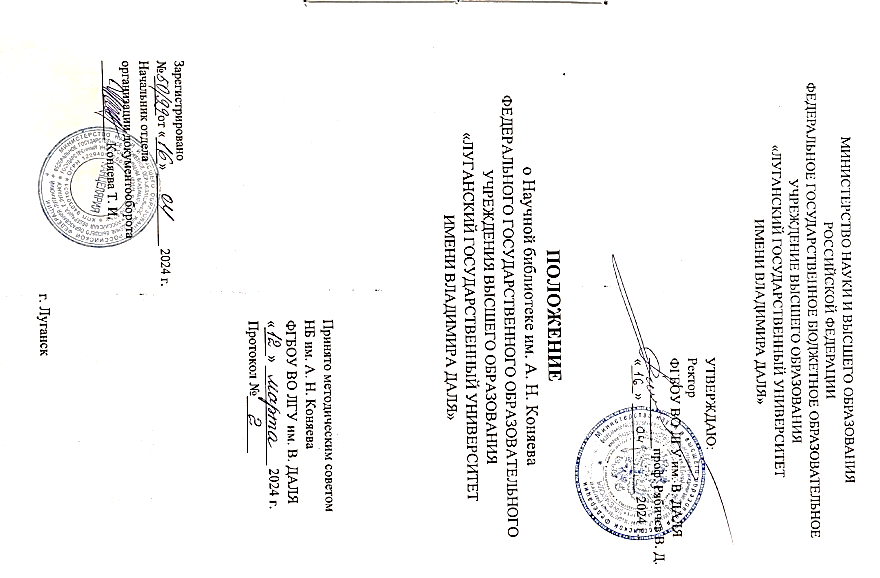 МИНИСТЕРСТВО НАУКИ И ВЫСШЕГО ОБРАЗОВАНИЯ
РОССИЙСКОЙ ФЕДЕРАЦИИ
ФЕДЕРАЛЬНОЕ ГОСУДАРСТВЕННОЕ БЮДЖЕТНОЕ ОБРАЗОВАТЕЛЬНОЕ
УЧРЕЖДЕНИЕ ВЫСШЕГО ОБРАЗОВАНИЯ
«ЛУГАНСКИЙ ГОСУДАРСТВЕННЫЙ УНИВЕРСИТЕТ
ИМЕНИ ВЛАДИМИРА ДАЛЯ»
УТВЕРЖДАЮ:
Ректор
ФГБОУ ВО ЛГУ им. В. ДАЛЯ
проф. Рябичев В. Д.
«16» 04 2024 г.
ПОЛОЖЕНИЕ
о Научной библиотеке им. А. Н. Коняева
ФЕДЕРАЛЬНОГО ГОСУДАРСТВЕННОГО ОБРАЗОВАТЕЛЬНОГО
УЧРЕЖДЕНИЯ ВЫСШЕГО ОБРАЗОВАНИЯ
«ЛУГАНСКИЙ ГОСУДАРСТВЕННЫЙ УНИВЕРСИТЕТ
ИМЕНИ ВЛАДИМИРА ДАЛЯ»
Принято методическим советом
НБ им. А. Н. Коняева
ФГБОУ ВО ЛГУ им. В. ДАЛЯ
«12» марта 2024 г.
Протокол № 2
Зарегистрировано
№ от «16» 04 2024 г.
Начальник отдела
организации документооборота
Коняева Т. И.
г. Луганск